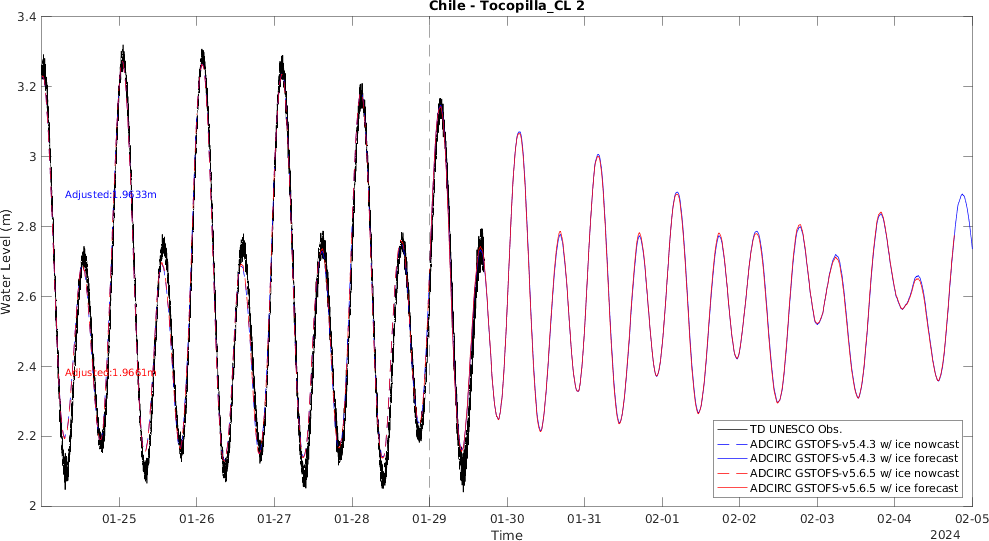 Chile - Tocopilla_CL 2
Water Level (m)
3.4
3.2
3
2.8
2.6
2.4
2.2
2
Adjusted:1.9633m
Adjusted:1.9661m
TD UNESCO Obs.
ADCIRC GSTOFS-v5.4.3 w/ ice nowcast
ADCIRC GSTOFS-v5.4.3 w/ ice forecast
ADCIRC GSTOFS-v5.6.5 w/ ice nowcast
ADCIRC GSTOFS-v5.6.5 w/ ice forecast
01-25 01-26 01-27 01-28 01-29 01-30 01-31 02-01 02-02 02-03 02-04 02-05
Time
2024